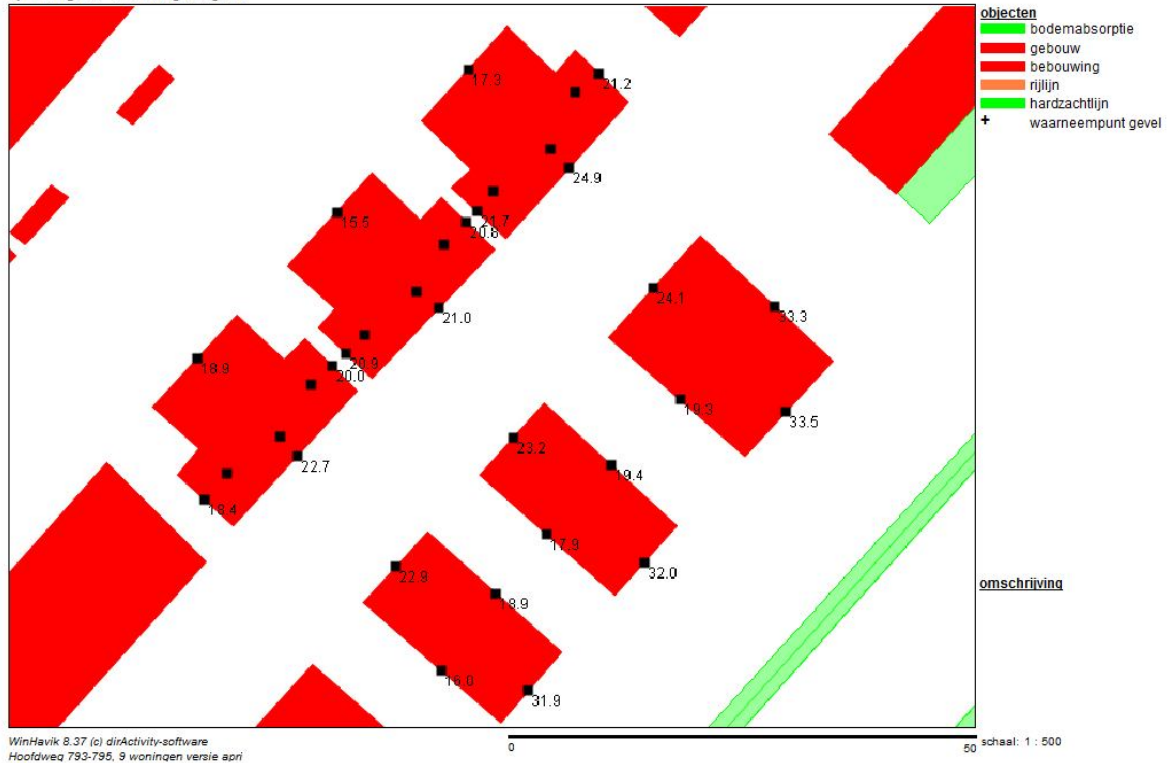 objecten
bodemabsorptie
gebouw
bebouwing
rijlijn
hardzachtlijn
+ waarneempunt gevel
17.3
21.2
24.9
21.7
20.8
15.5
21.0
20.9
20.0
18.9
22.7
18.4
24.1
33.3
19.3
33.5
23.2
19.4
17.9
32.0
22.9
18.9
16.0
31.9
omschrijving
WinHavik 8.37 (c) dirActivity-software
Hoofdweg 793-795, 9 woningen versie apri
0
50
schaal: 1 : 500